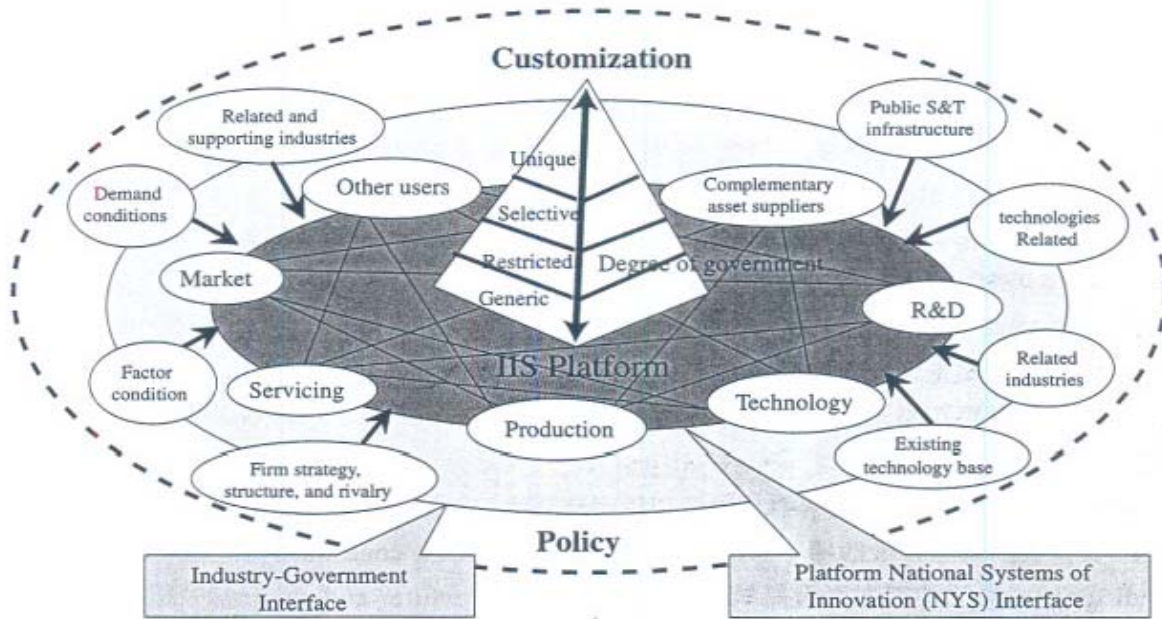 Customization
Related and
supporting industries
Public S&T
infrastructure
Unique
Demand
conditions
Other users
Complementary
asset suppliers
technologies
Related
Selective
Market
Restricted
Degree of government
Generic
R&D
Factor
condition
IIS Platform
Related
industries
Servicing
Technology
Production
Firm strategy,
structure, and rivalry
Existing
technology base
Policy
Industry-Government
Interface
Platform National Systems of
Innovation (NYS) Interface